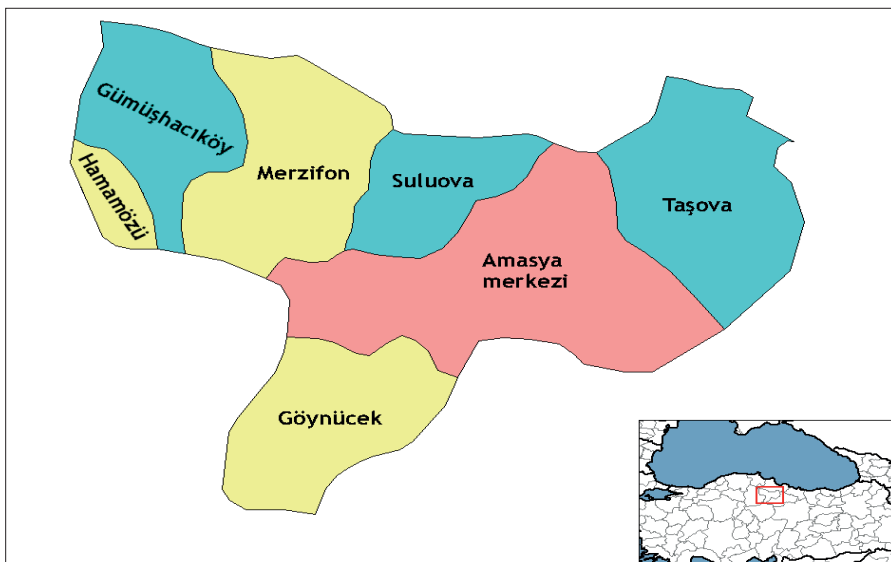 Gümüşhacıköy
Hamamözü
Merzifon
Suluova
Taşova
Amasya
merkezi
Göynücek